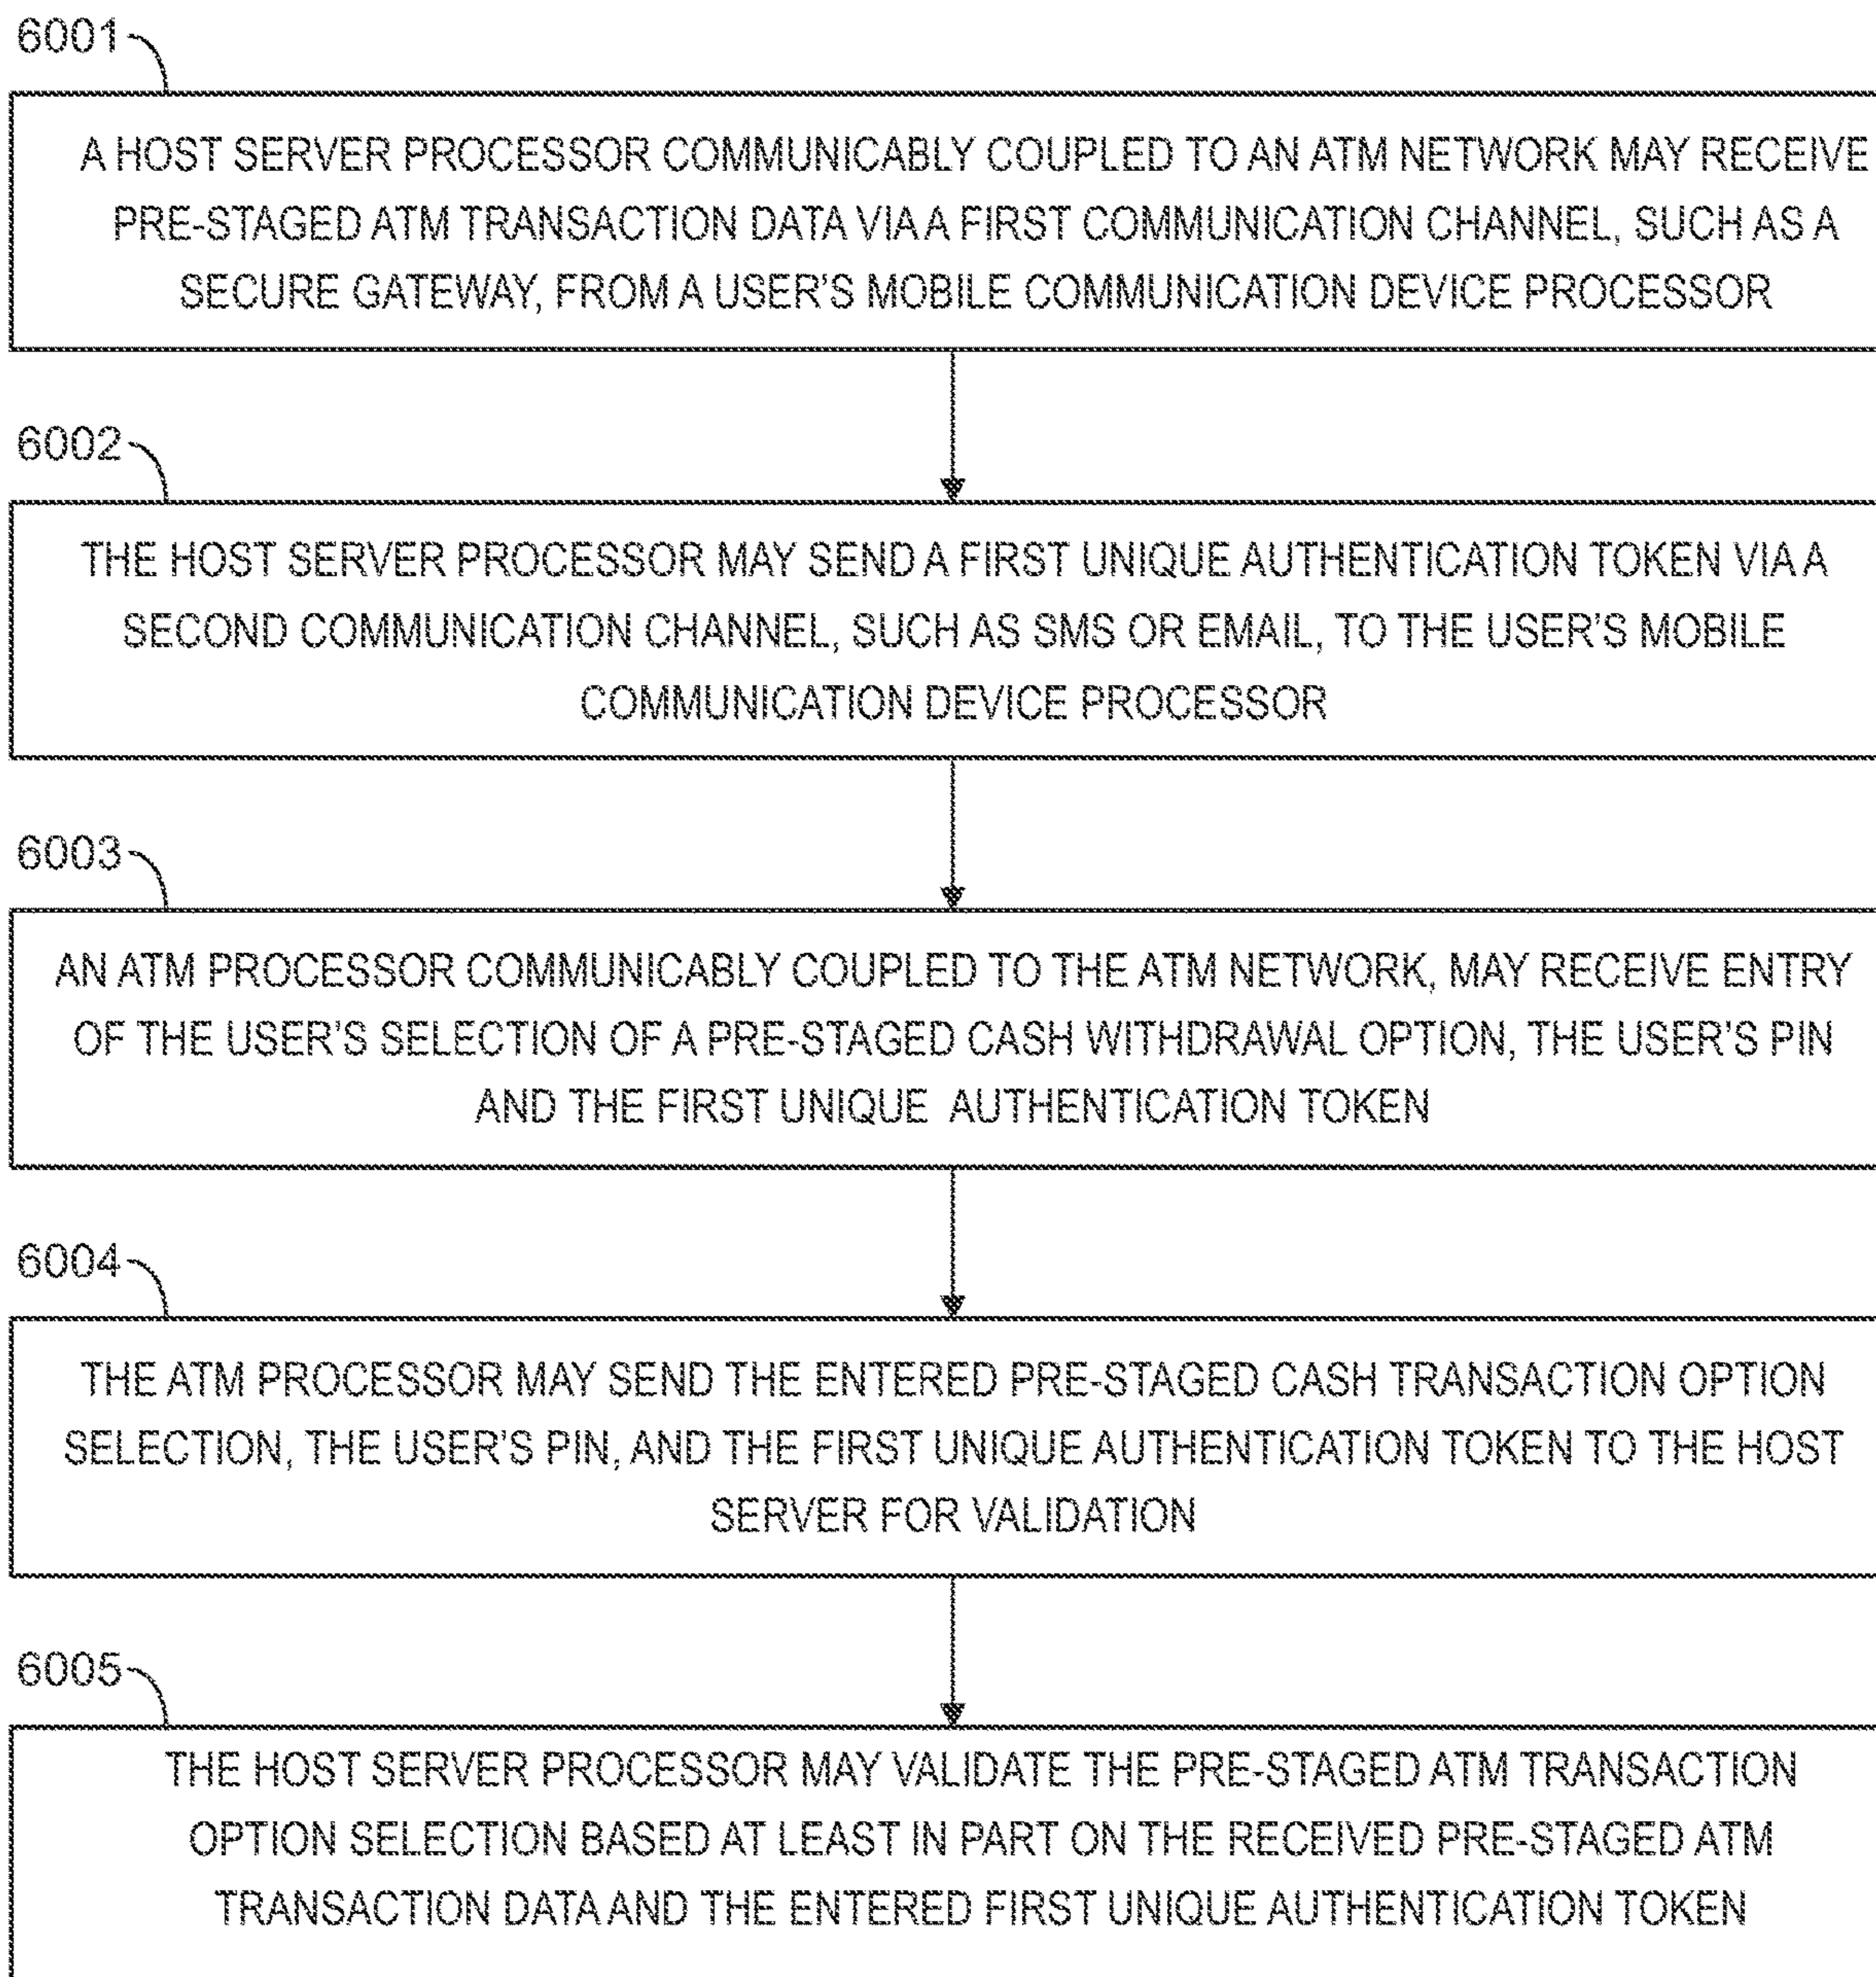 6001
A HOST SERVER PROCESSOR COMMUNICABLY COUPLED TO AN ATM NETWORK MAY RECEIVE
PRE-STAGED ATM TRANSACTION DATA VIA A FIRST COMMUNICATION CHANNEL, SUCH AS A
SECURE GATEWAY, FROM A USER'S MOBILE COMMUNICATION DEVICE PROCESSOR
6002
THE HOST SERVER PROCESSOR MAY SEND A FIRST UNIQUE AUTHENTICATION TOKEN VIA A
SECOND COMMUNICATION CHANNEL, SUCH AS SMS OR EMAIL, TO THE USER'S MOBILE
COMMUNICATION DEVICE PROCESSOR
6003
AN ATM PROCESSOR COMMUNICABLY COUPLED TO THE ATM NETWORK, MAY RECEIVE ENTRY
OF THE USER'S SELECTION OF A PRE-STAGED CASH WITHDRAWAL OPTION, THE USER'S PIN
AND THE FIRST UNIQUE AUTHENTICATION TOKEN
6004
THE ATM PROCESSOR MAY SEND THE ENTERED PRE-STAGED CASH TRANSACTION OPTION
SELECTION, THE USER'S PIN, AND THE FIRST UNIQUE AUTHENTICATION TOKEN TO THE HOST
SERVER FOR VALIDATION
6005
THE HOST SERVER PROCESSOR MAY VALIDATE THE PRE-STAGED ATM TRANSACTION
OPTION SELECTION BASED AT LEAST IN PART ON THE RECEIVED PRE-STAGED ATM
TRANSACTION DATA AND THE ENTERED FIRST UNIQUE AUTHENTICATION TOKEN